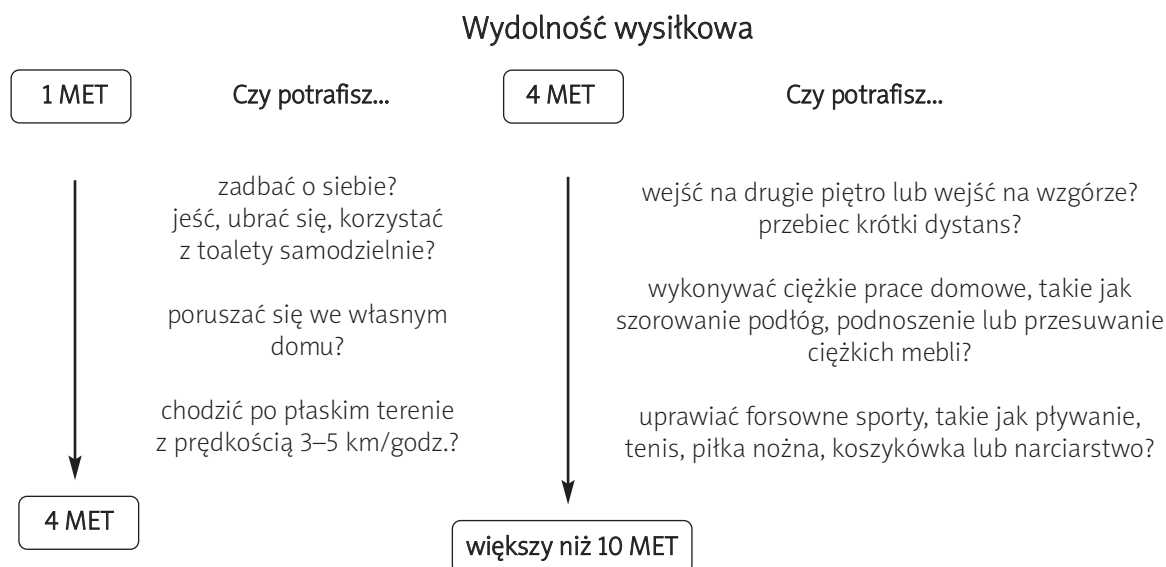 Wydolność wysiłkowa
1 MET
Czy potrafisz...
zadbać o siebie?
jeść, ubrać się, korzystać
z toalety samodzielnie?
poruszać się we własnym
domu?
chodzić po płaskim terenie
z prędkością 3–5 km/godz.?
4 MET
4 MET
Czy potrafisz...
wejść na drugie piętro lub wejść na wzgórze?
przebiec krótki dystans?
wykonywać ciężkie prace domowe, takie jak
szorowanie podłóg, podnoszenie lub przesuwanie
ciężkich mebli?
uprawiać forsowne sporty, takie jak pływanie,
tenis, piłka nożna, koszykówka lub narciarstwo?
większy niż 10 MET